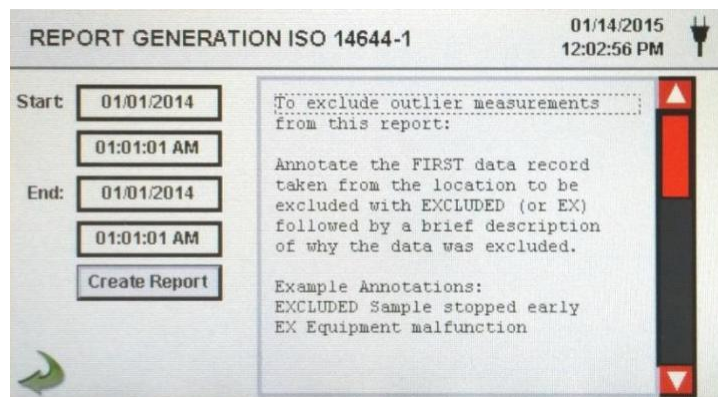 REPORT GENERATION ISO 14644-1
01/14/2015
12:02:56 PM
Start:
01/01/2014
01:01:01 AM
End:
01/01/2014
01:01:01 AM
Create Report
To exclude outlier measurements
from this report:
Annotate the FIRST data record
taken from the location to be
excluded with EXCLUDED (or EX)
followed by a brief description
of why the data was excluded.
Example Annotations:
EXCLUDED Sample stopped early
EX Equipment malfunction